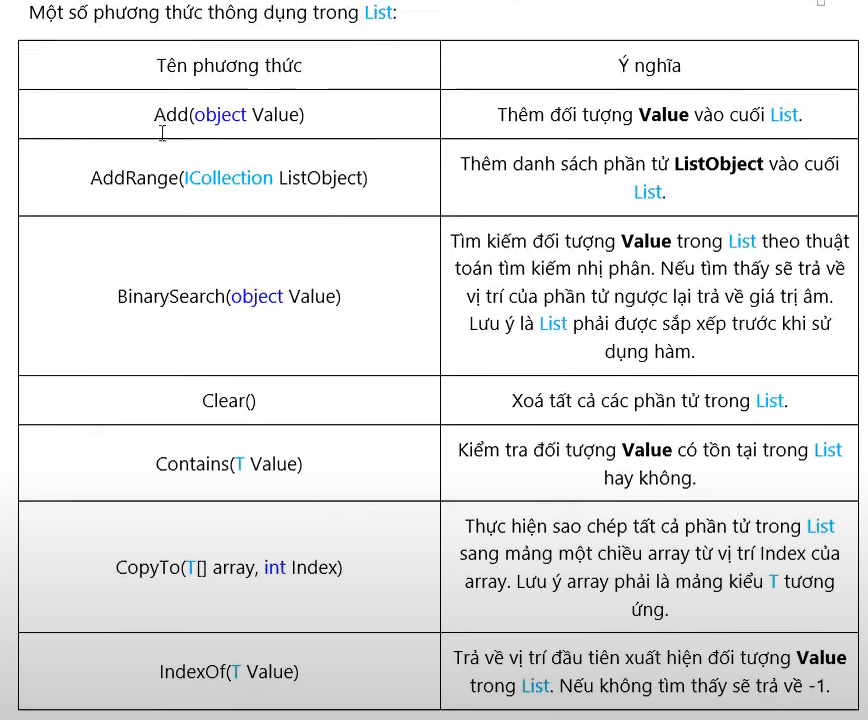 Một số phương thức thông dụng trong List:
Tên phương thức
Ý nghĩa
Add(object Value)
Thêm đối tượng Value vào cuối List.
AddRange(ICollection ListObject)
Thêm danh sách phần tử ListObject vào cuối
List.
BinarySearch(object Value)
Tìm kiếm đối tượng Value trong List theo thuật
toán tìm kiếm nhị phân. Nếu tìm thấy sẽ trả về
vị trí của phần tử ngược lại trả về giá trị âm.
Lưu ý là List phải được sắp xếp trước khi sử
dụng hàm.
Clear()
Xoá tất cả các phần tử trong List.
Contains(T Value)
Kiểm tra đối tượng Value có tồn tại trong List
hay không.
CopyTo(T[] array, int Index)
Thực hiện sao chép tất cả phần tử trong List
sang mảng một chiều array từ vị trí Index của
array. Lưu ý array phải là mảng kiểu T tương
ứng.
IndexOf(T Value)
Trả về vị trí đầu tiên xuất hiện đối tượng Value
trong List. Nếu không tìm thấy sẽ trả về -1.